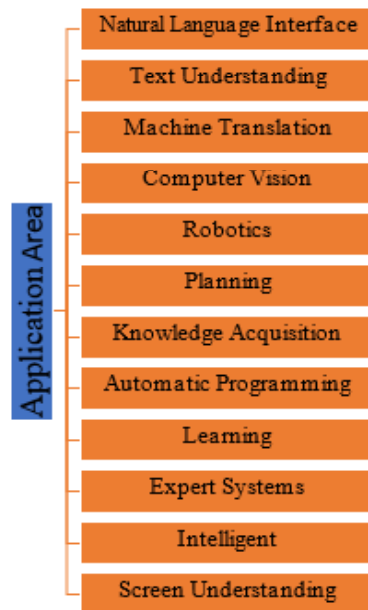 Application Area
Natural Language Interface
Text Understanding
Machine Translation
Computer Vision
Robotics
Planning
Knowledge Acquisition
Automatic Programming
Learning
Expert Systems
Intelligent
Screen Understanding